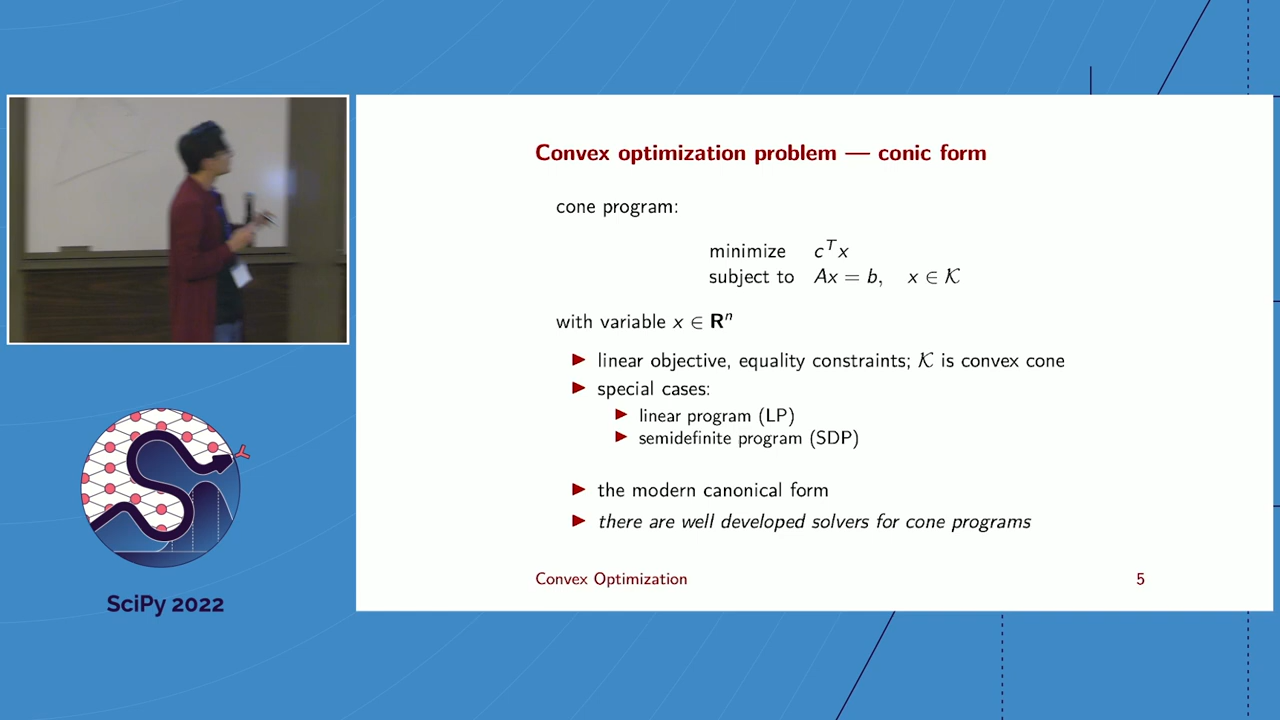 Convex optimization problem — conic form
cone program:
minimize c^T x
subject to Ax = b, x ∈ 𝒦
with variable x ∈ R^n
▶ linear objective, equality constraints; 𝒦 is convex cone
▶ special cases:
▶ linear program (LP)
▶ semidefinite program (SDP)
▶ the modern canonical form
▶ there are well developed solvers for cone programs
Convex Optimization 5
SciPy 2022